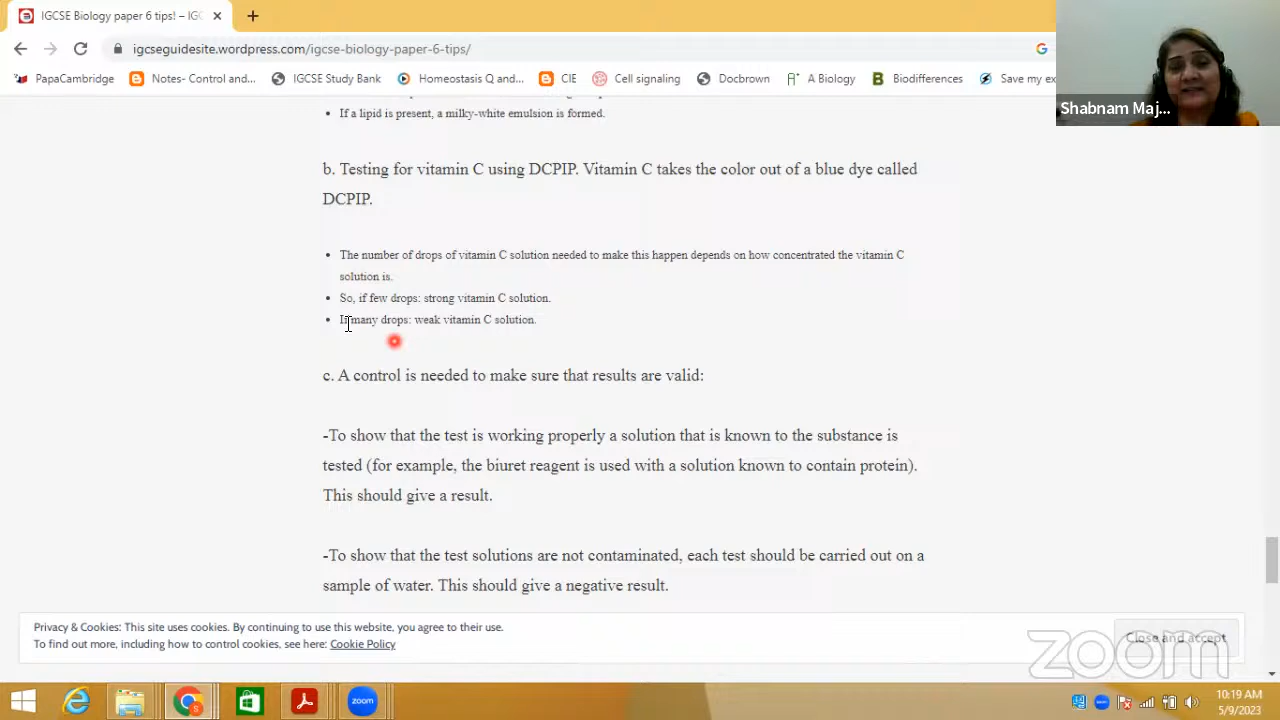 IGCSE Biology paper 6 tips! – IGC
igcseguidesite.wordpress.com/igcse-biology-paper-6-tips/
PapaCambridge
Notes- Control and...
IGCSE Study Bank
Homeostasis Q and...
CIE
Cell signaling
Docbrown
A Biology
Biodifferences
Save my ex
Shabnam Maj...
• If a lipid is present, a milky-white emulsion is formed.
b. Testing for vitamin C using DCPIP. Vitamin C takes the color out of a blue dye called
DCPIP.
• The number of drops of vitamin C solution needed to make this happen depends on how concentrated the vitamin C
solution is.
• So, if few drops: strong vitamin C solution.
• If many drops: weak vitamin C solution.
c. A control is needed to make sure that results are valid:
-To show that the test is working properly a solution that is known to the substance is
tested (for example, the biuret reagent is used with a solution known to contain protein).
This should give a result.
-To show that the test solutions are not contaminated, each test should be carried out on a
sample of water. This should give a negative result.
Privacy & Cookies: This site uses cookies. By continuing to use this website, you agree to their use.
To find out more, including how to control cookies, see here: Cookie Policy
Close and accept
zoom
zoom
10:19 AM
5/9/2023